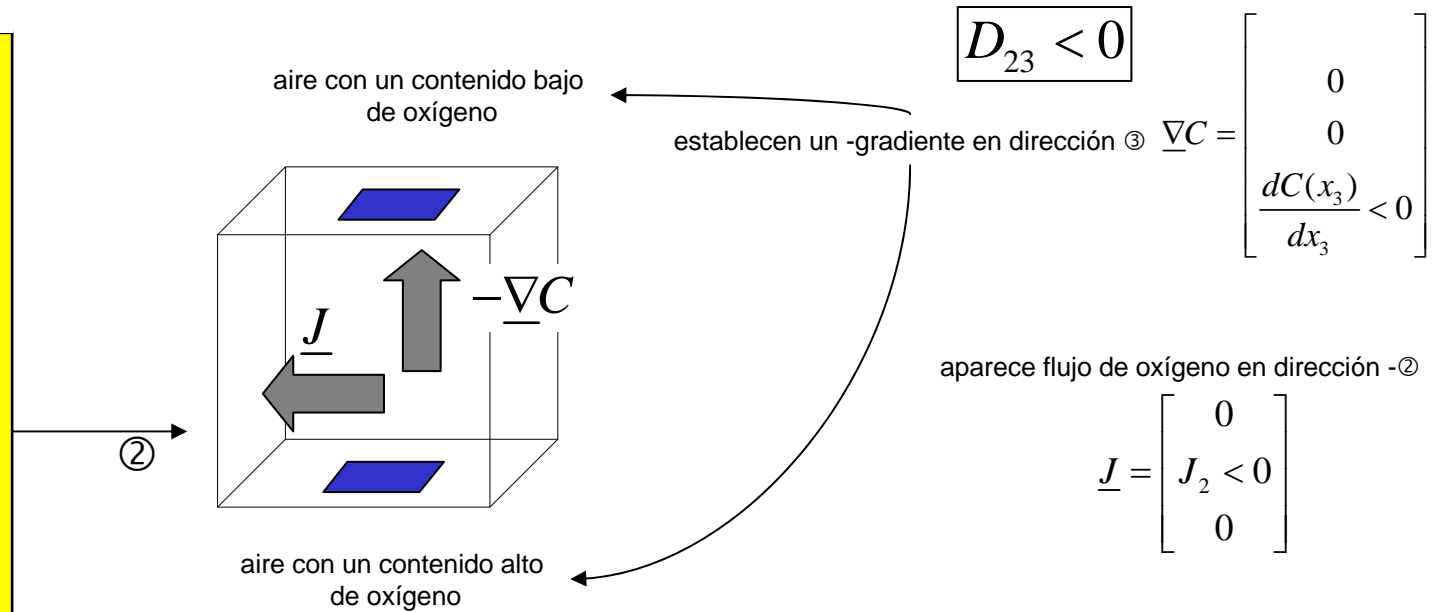 D₂₃ < 0
aire con un contenido bajo
de oxígeno
establecen un -gradiente en dirección ③
∇C = [ 0
0
dC(x₃)/dx₃ < 0 ]
-∇C
J
②
aparece flujo de oxígeno en dirección -②
J = [ 0
J₂ < 0
0 ]
aire con un contenido alto
de oxígeno